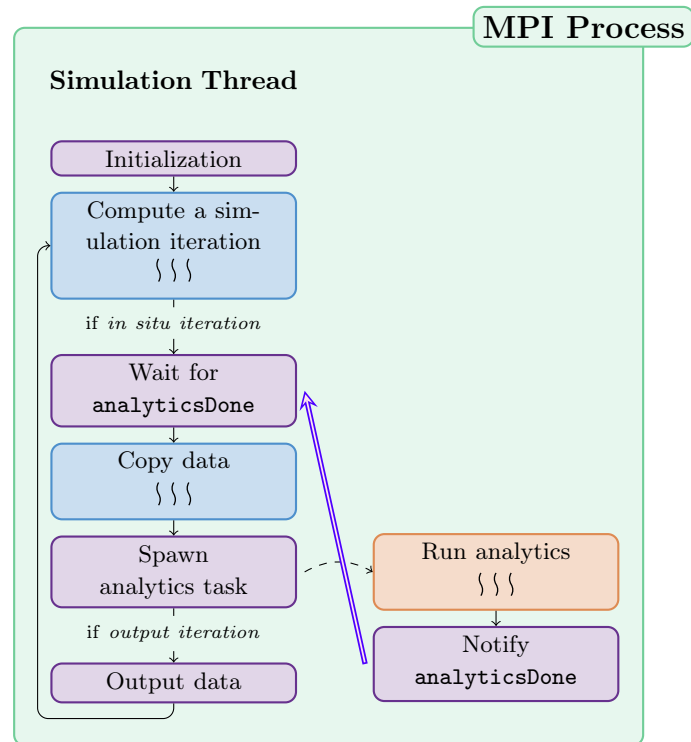 MPI Process
Simulation Thread
Initialization
Compute a sim-
ulation iteration
if in situ iteration
Wait for
analyticsDone
Copy data
Spawn
analytics task
if output iteration
Output data
Run analytics
Notify
analyticsDone